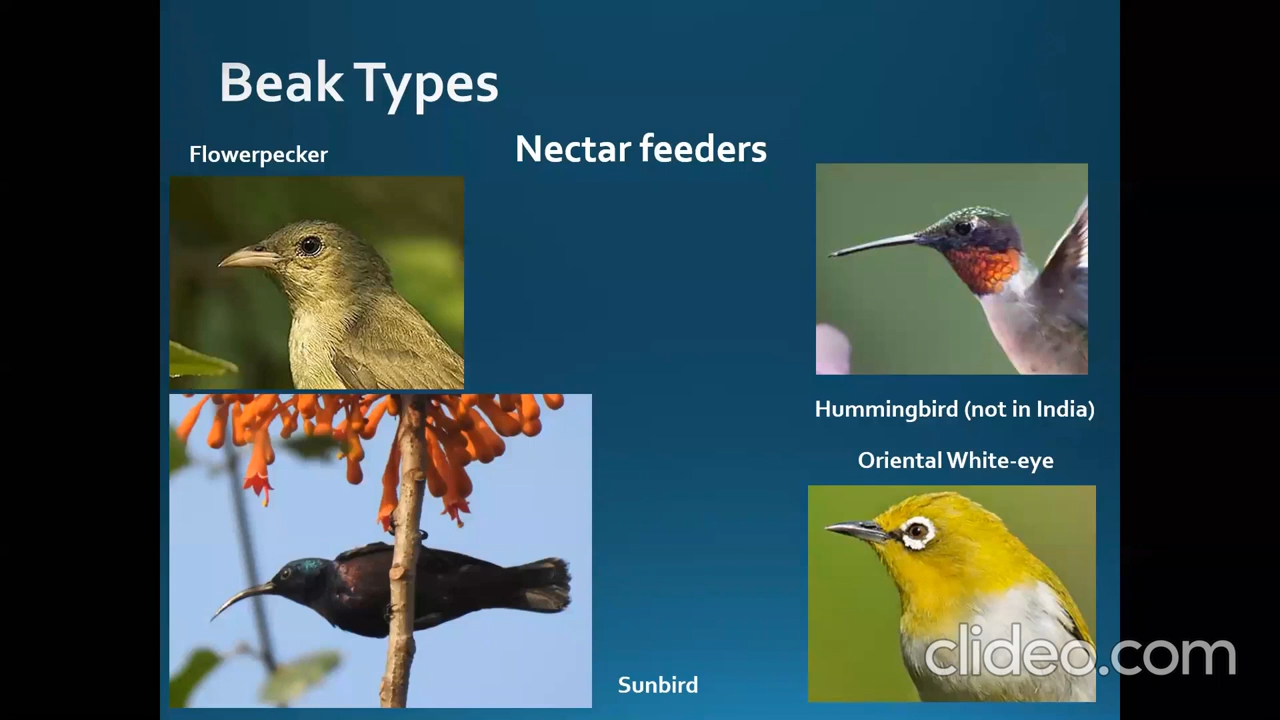 Beak Types
Nectar feeders
Flowerpecker
Hummingbird (not in India)
Oriental White-eye
Sunbird
clideo.com